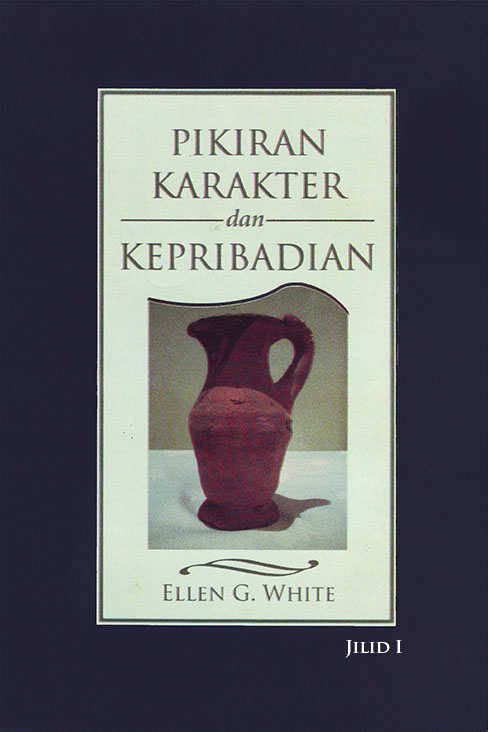 PIKIRAN
KARAKTER
dan
KEPRIBADIAN
ELLEN G. WHITE
JILID I